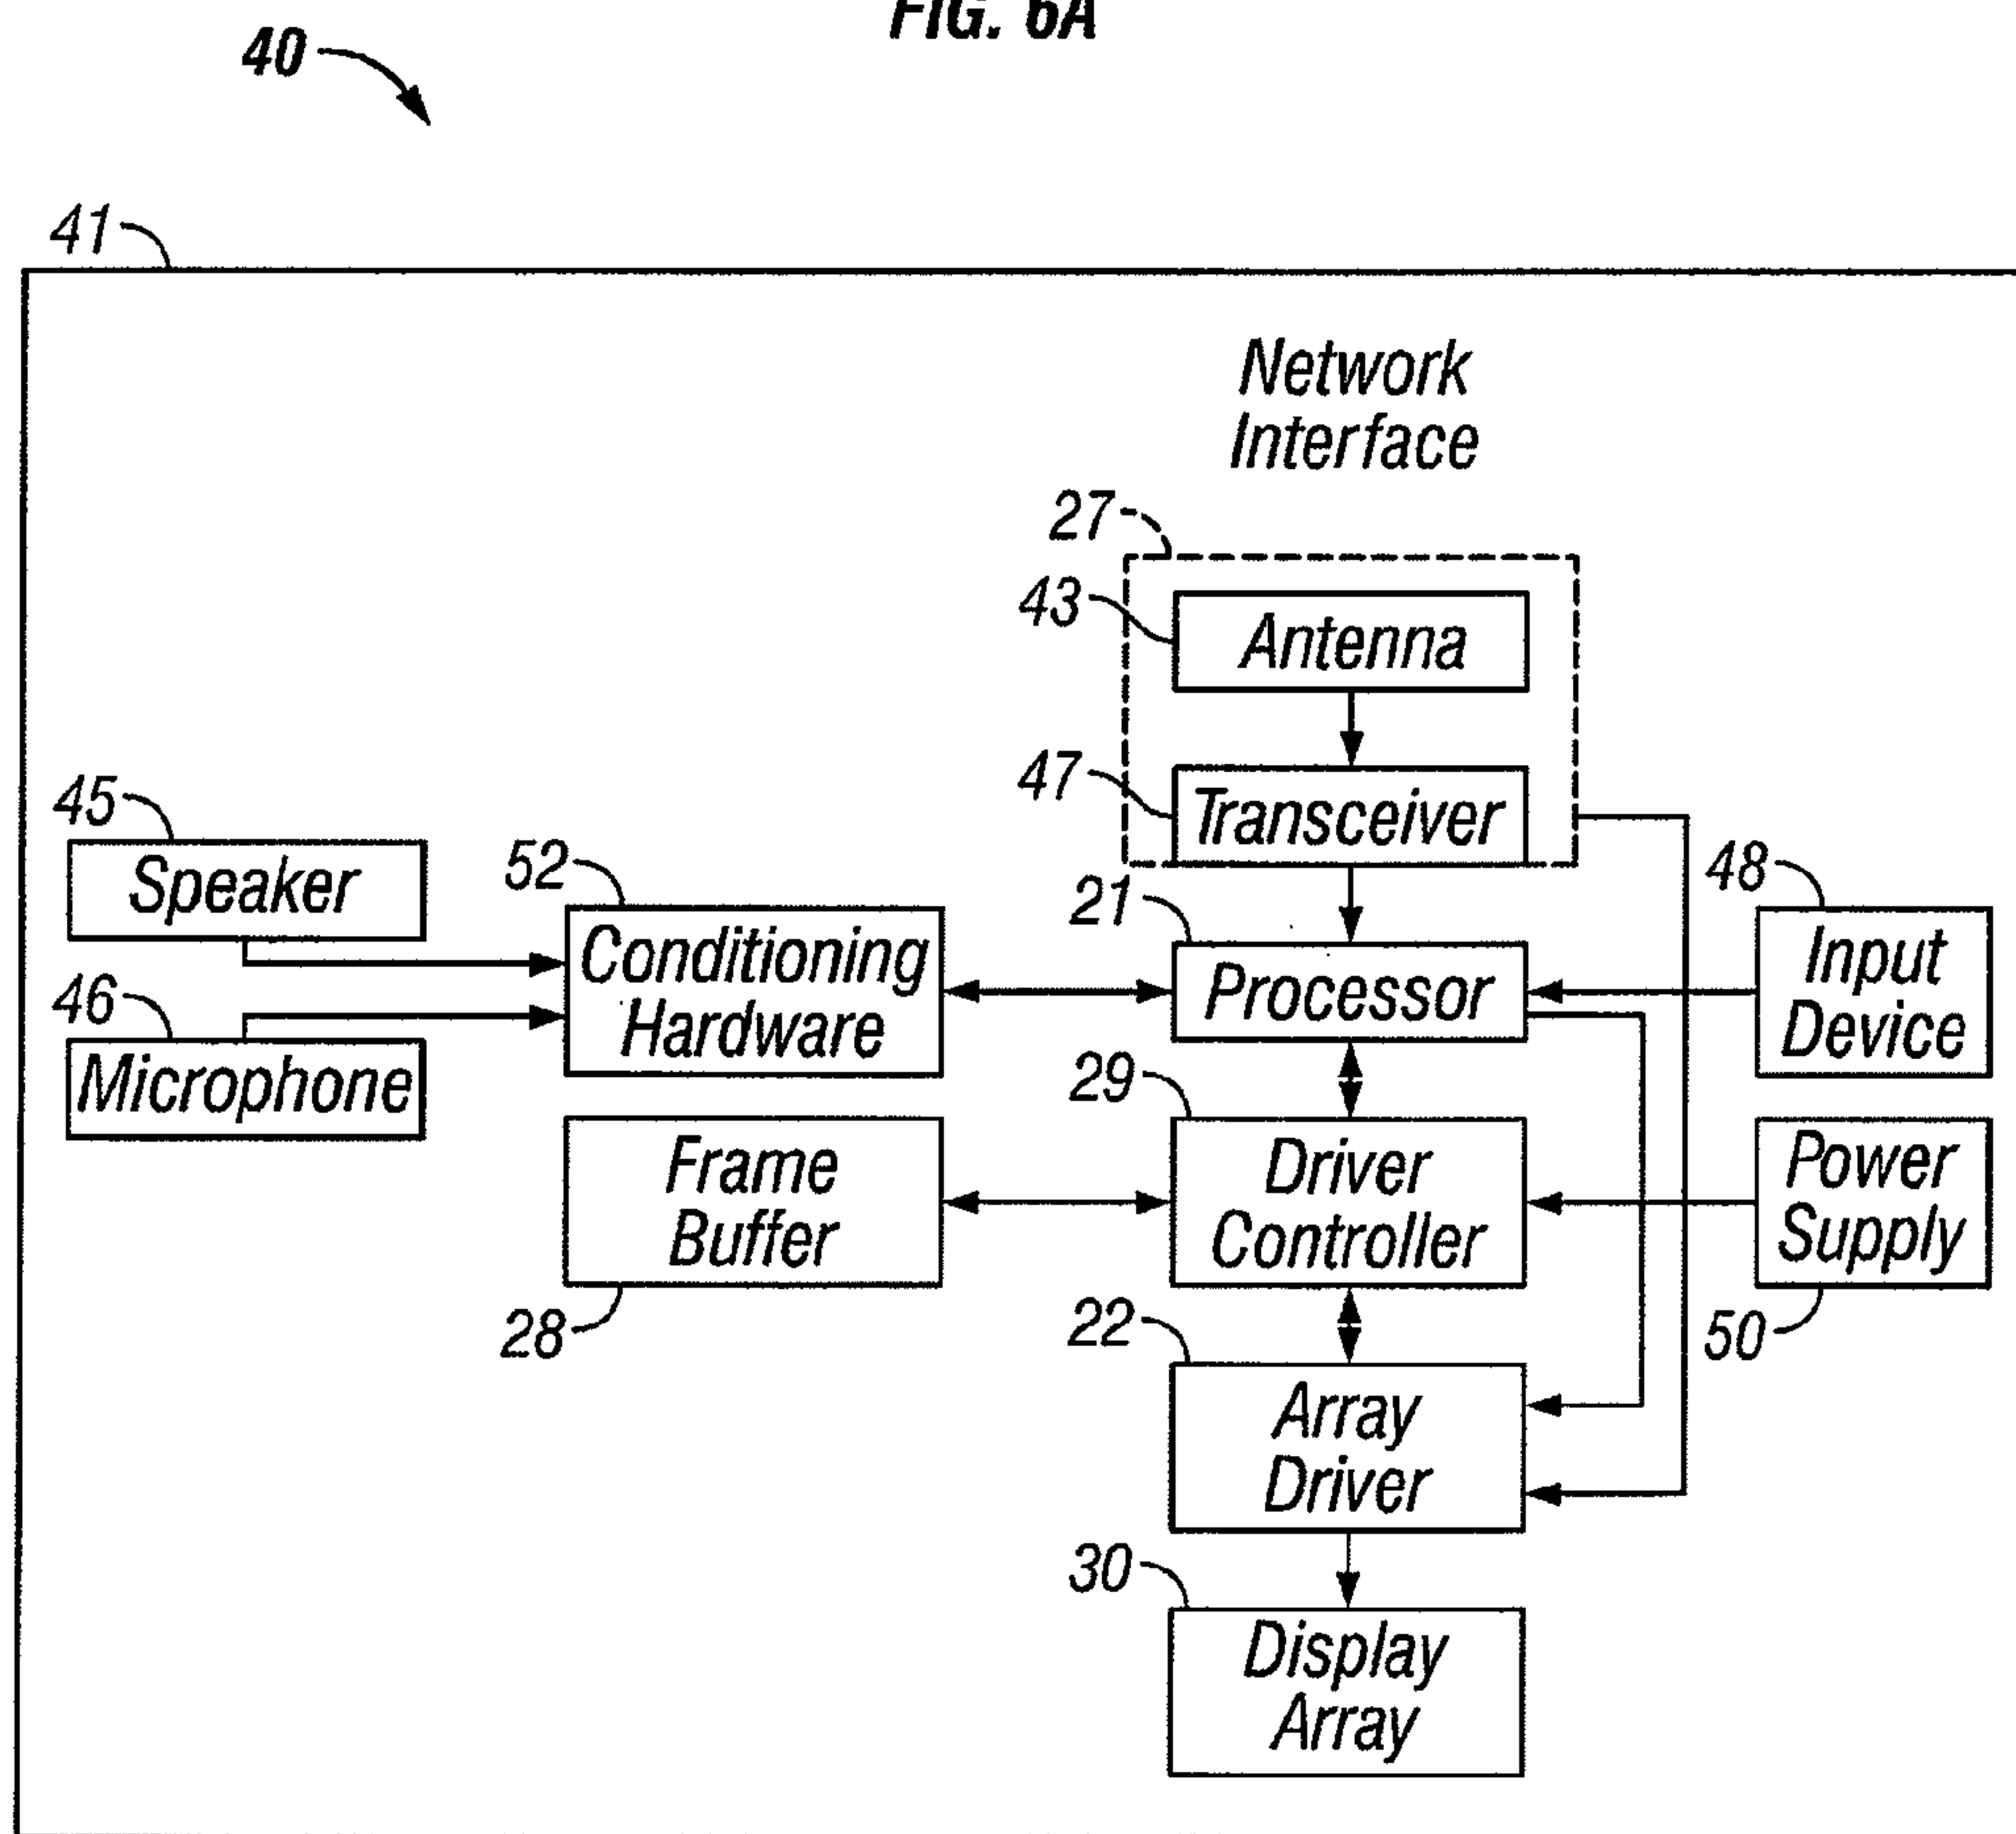 FIG. 6A
40
41
Network
Interface
27
43
Antenna
47
Transceiver
45
Speaker
52
Conditioning
Hardware
21
Processor
48
Input
Device
46
Microphone
29
Driver
Controller
Frame
Buffer
28
Power
Supply
50
22
Array
Driver
30
Display
Array